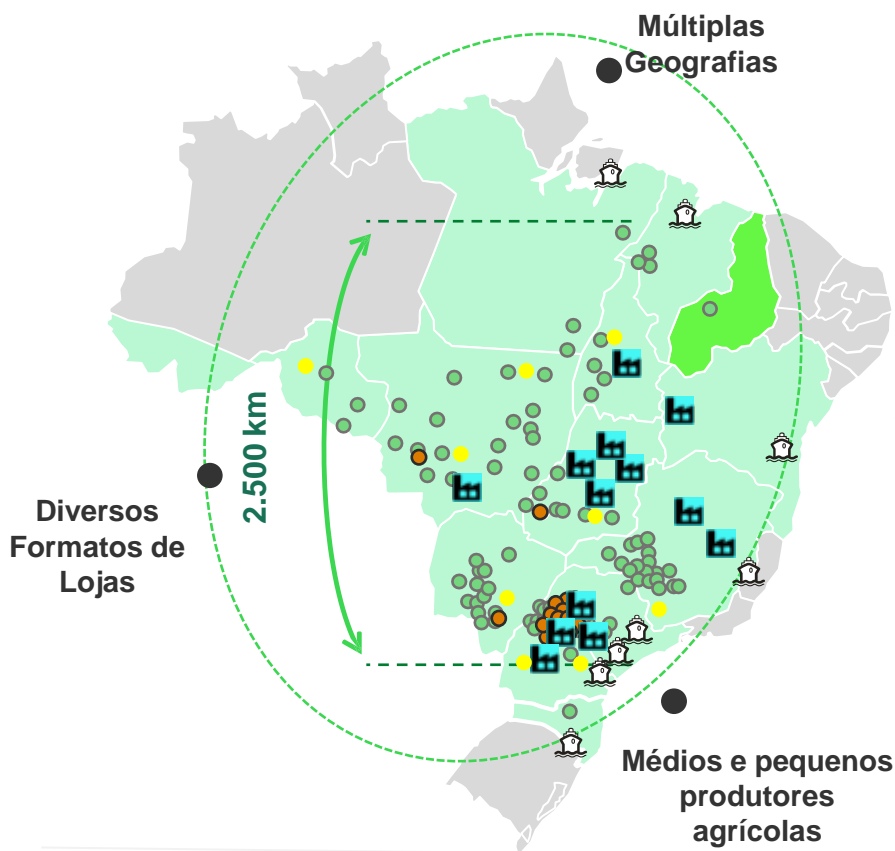 Múltiplas
Geografias
2.500 km
Diversos
Formatos de
Lojas
Médios e pequenos
produtores
agrícolas